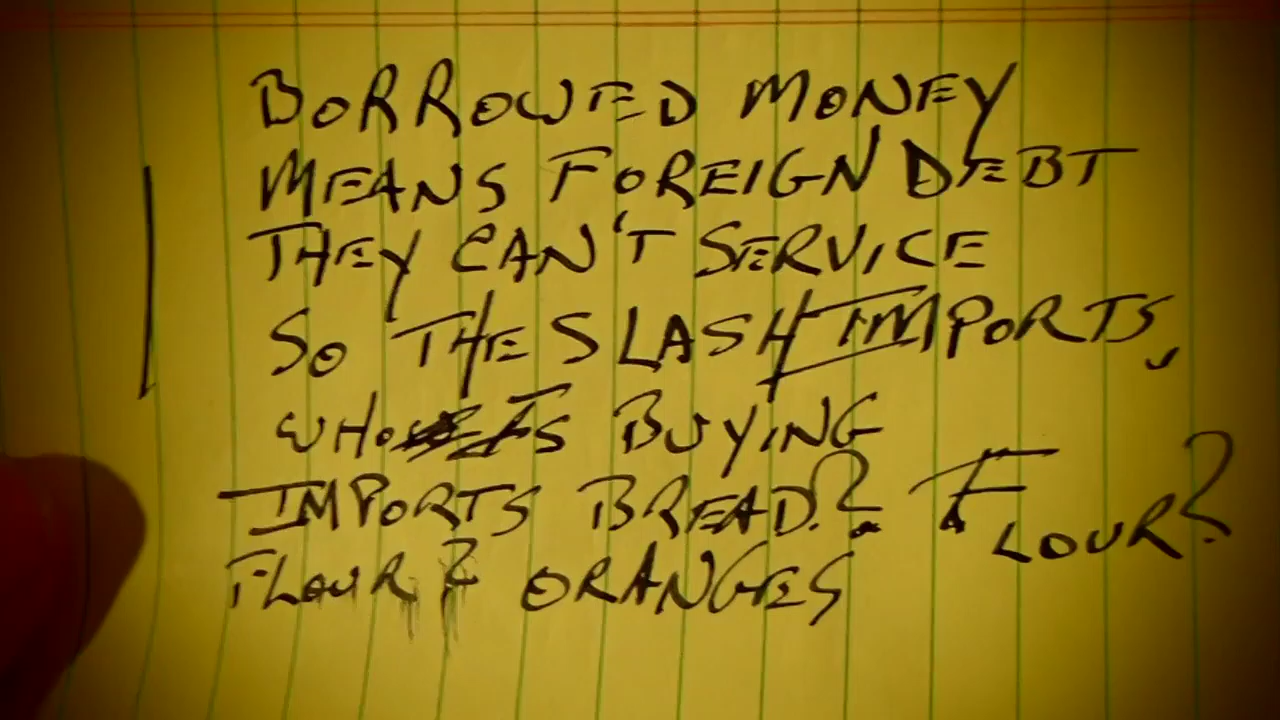 BORROWED MONEY
MEANS FOREIGN DEBT
THEY CAN'T SERVICE
SO THE SLASH IMPORTS,
WHO IS BUYING
IMPORTS BREAD? FLOUR?
FLOUR? ORANGES